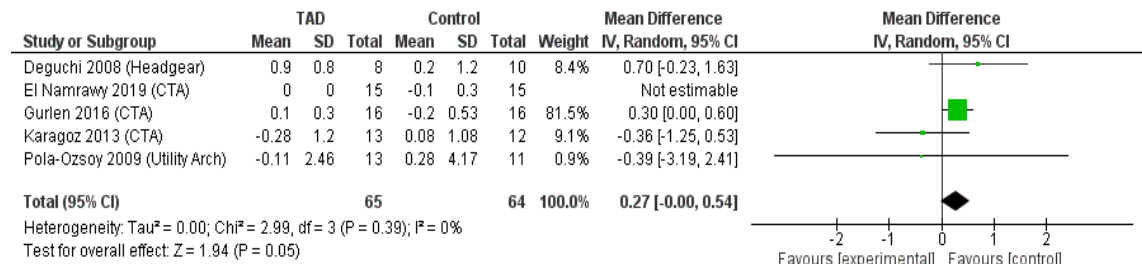 TAD Control Mean Difference Mean Difference
Study or Subgroup Mean SD Total Mean SD Total Weight IV, Random, 95% CI IV, Random, 95% CI
Deguchi 2008 (Headgear) 0.9 0.8 8 0.2 1.2 10 8.4% 0.70 [-0.23, 1.63]
El Namrawy 2019 (CTA) 0 0 15 -0.1 0.3 15 Not estimable
Gurlen 2016 (CTA) 0.1 0.3 16 -0.2 0.53 16 81.5% 0.30 [0.00, 0.60]
Karagoz 2013 (CTA) -0.28 1.2 13 0.08 1.08 12 9.1% -0.36 [-1.25, 0.53]
Pola-Ozsoy 2009 (Utility Arch) -0.11 2.46 13 0.28 4.17 11 0.9% -0.39 [-3.19, 2.41]
Total (95% CI) 65 64 100.0% 0.27 [-0.00, 0.54]
Heterogeneity: Tau² = 0.00; Chi² = 2.99, df = 3 (P = 0.39); I² = 0%
Test for overall effect: Z = 1.94 (P = 0.05)
-2 -1 0 1 2
Favours [experimental] Favours [control]